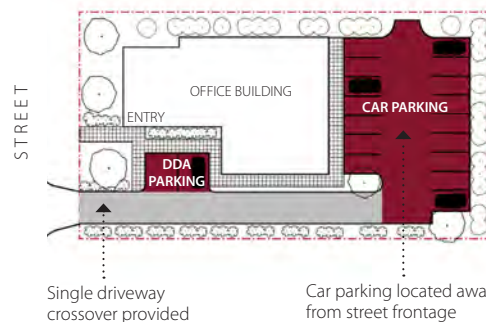 STREET
OFFICE BUILDING
CAR PARKING
ENTRY
DDA
PARKING
Single driveway
crossover provided
Car parking located awa
from street frontage